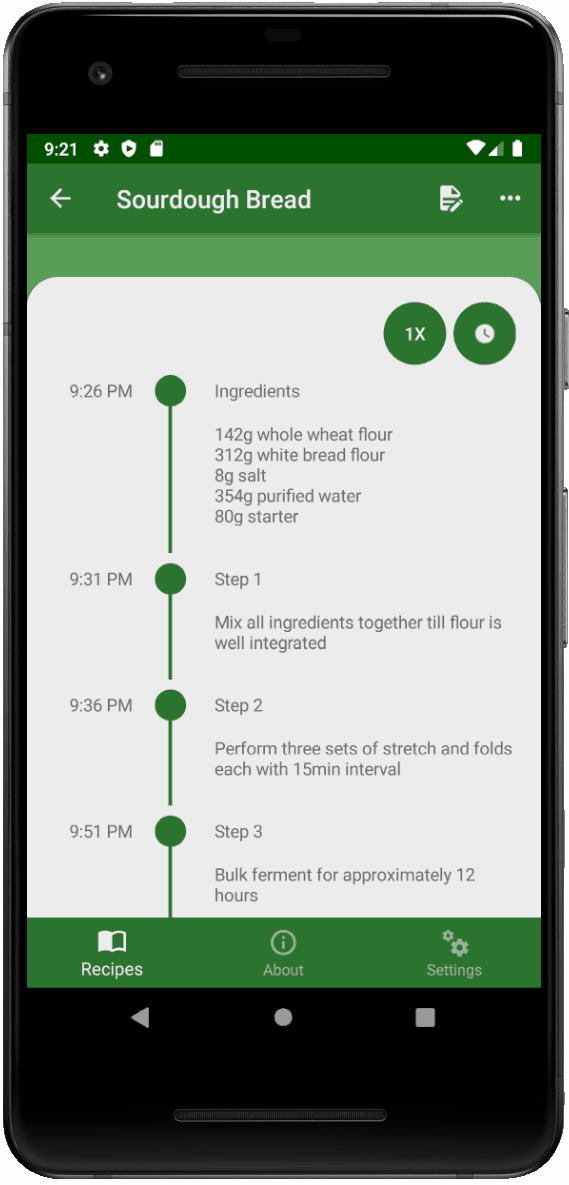 9:21
Sourdough Bread
1X
9:26 PM
Ingredients
142g whole wheat flour
312g white bread flour
8g salt
354g purified water
80g starter
9:31 PM
Step 1
Mix all ingredients together till flour is
well integrated
9:36 PM
Step 2
Perform three sets of stretch and folds
each with 15min interval
9:51 PM
Step 3
Bulk ferment for approximately 12
hours
Recipes
About
Settings